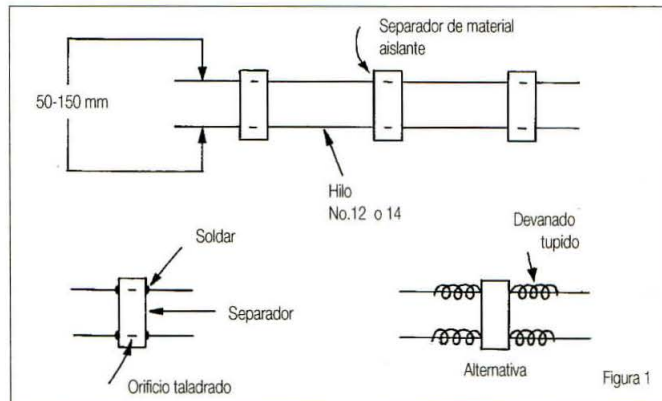 Separador de material
aislante
50-150 mm
Hilo
No.12 o 14
Devanado
tupido
Soldar
Separador
Orificio taladrado
Alternativa
Figura 1